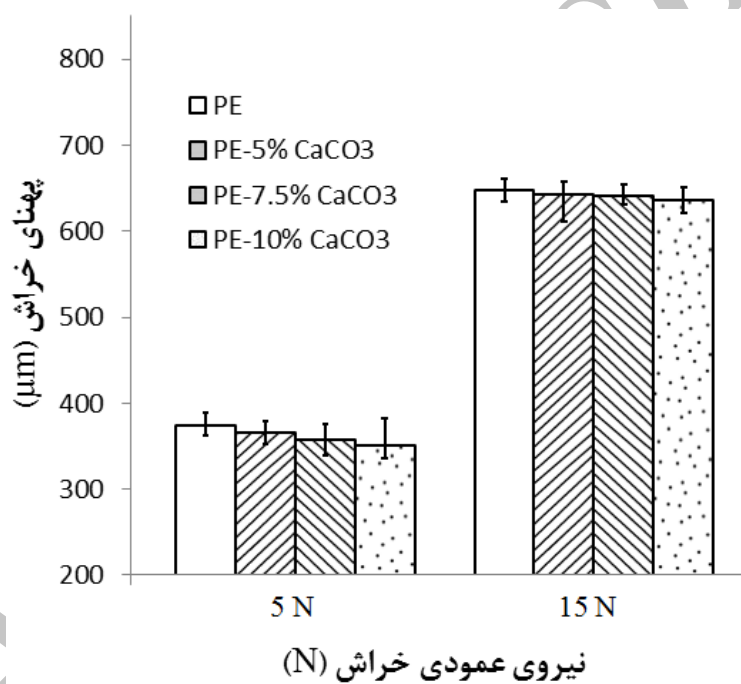 800
700
600
500
400
300
200
پهنای خراش (μm)
PE
PE-5% CaCO3
PE-7.5% CaCO3
PE-10% CaCO3
5 N
15 N
نیروی عمودی خراش (N)